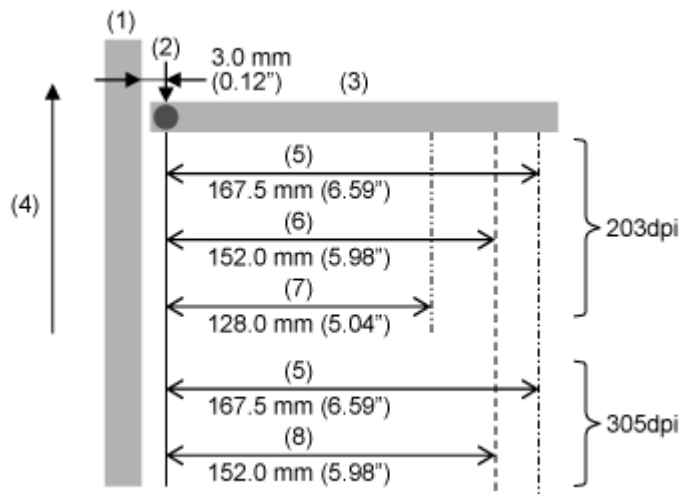 (1)
(2)
3.0 mm
(0.12”)
(3)
(4)
(5)
167.5 mm (6.59”)
(6)
152.0 mm (5.98”)
(7)
128.0 mm (5.04”)
203dpi
(5)
167.5 mm (6.59”)
(8)
152.0 mm (5.98”)
305dpi